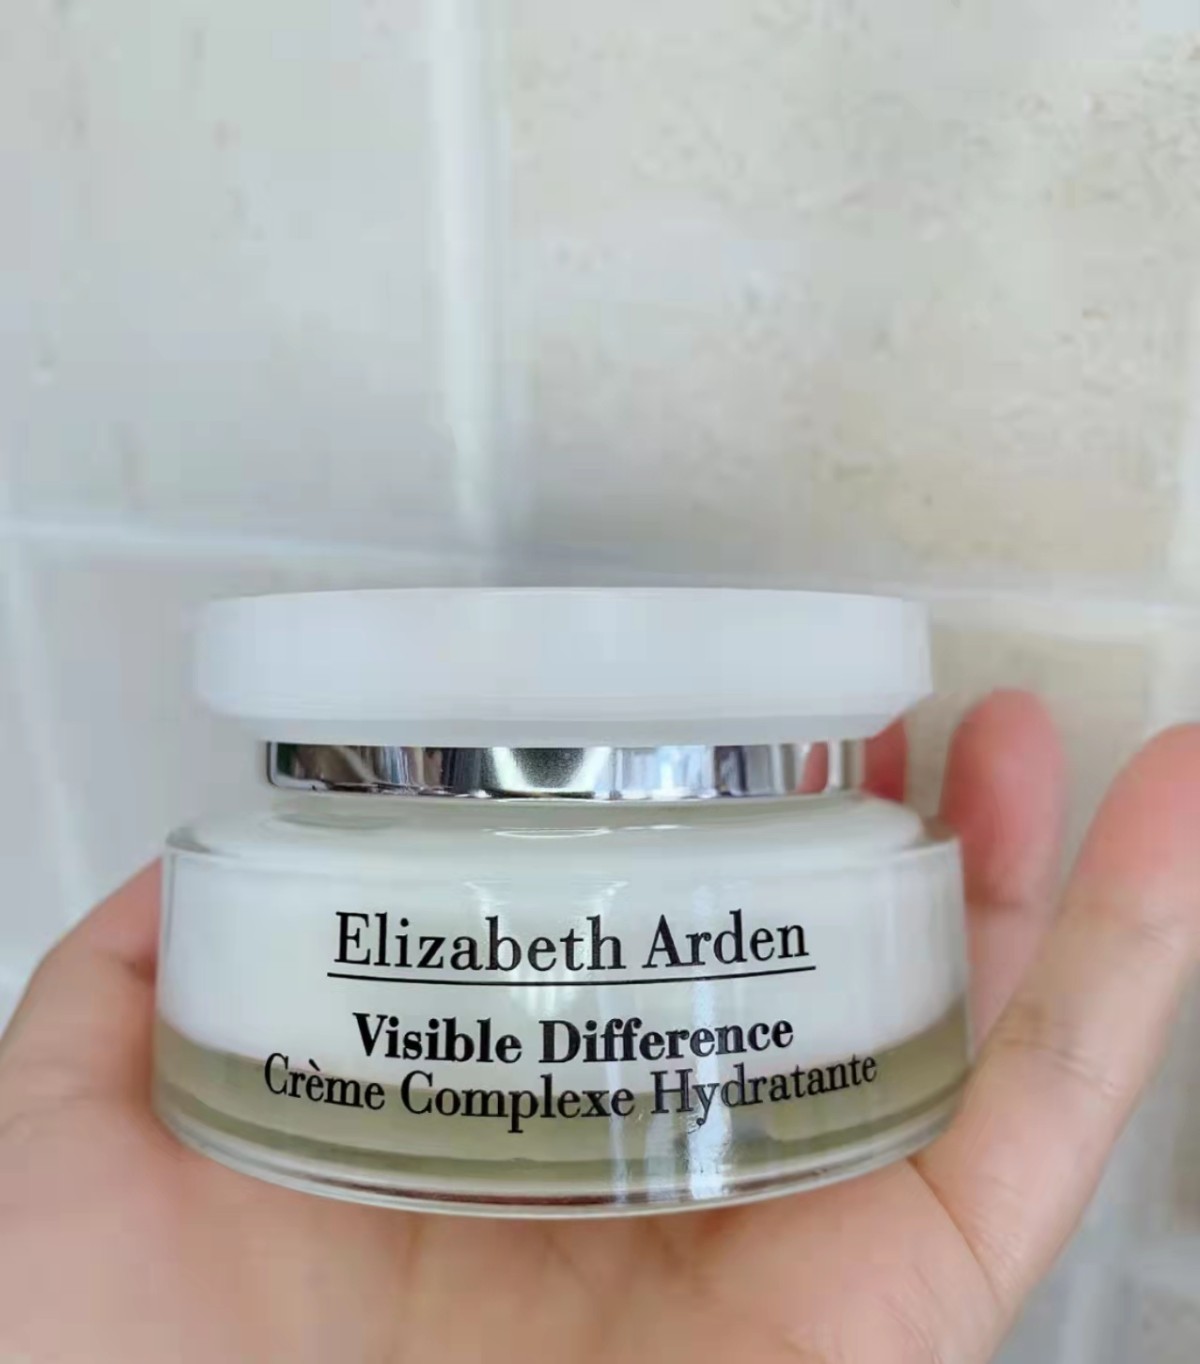 Elizabeth Arden
Visible Difference
Crème Complexe Hydratante